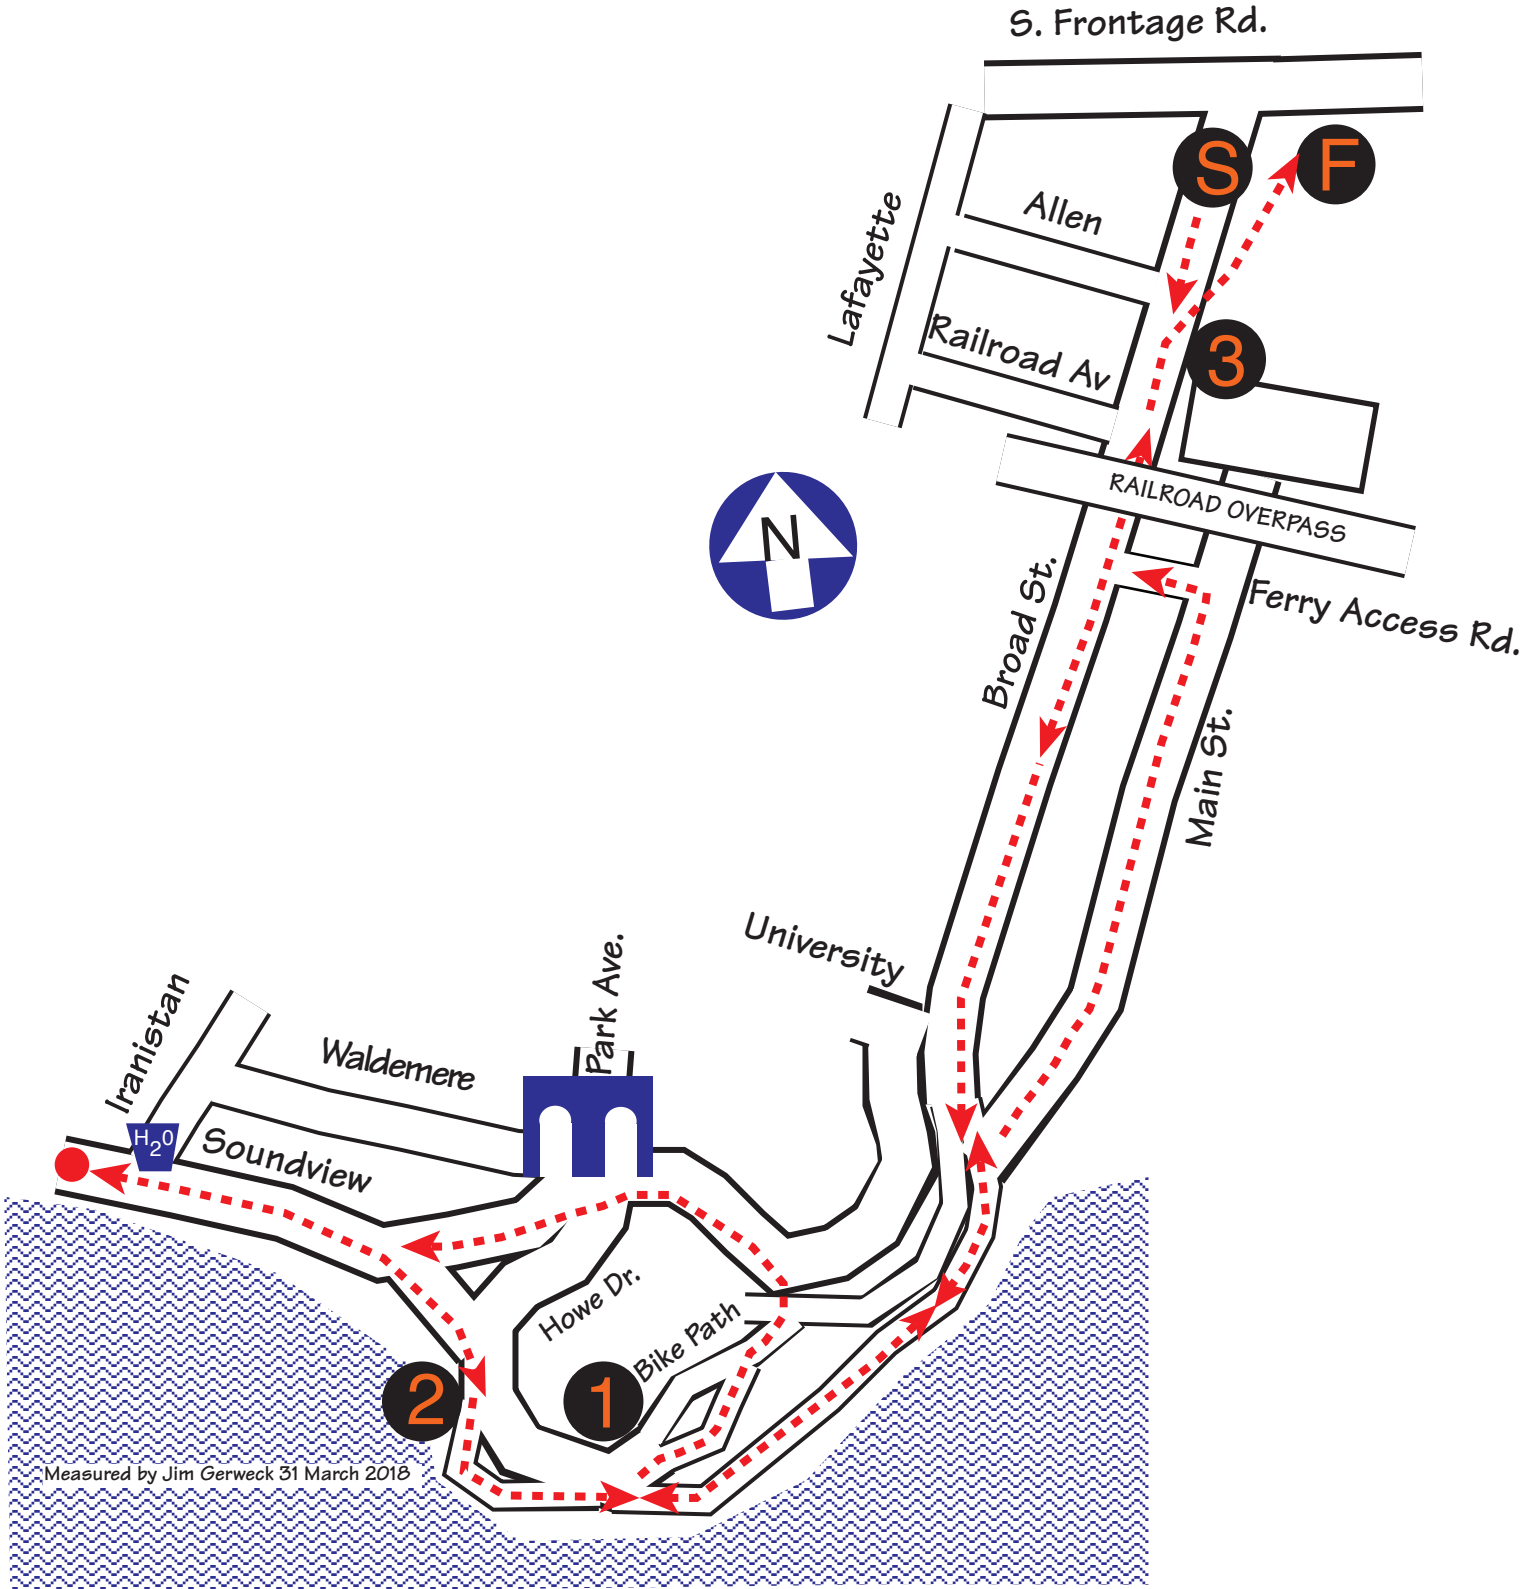 S. Frontage Rd.
S
F
Allen
Lafayette
Railroad Av
3
RAILROAD OVERPASS
N
Broad St.
Ferry Access Rd.
Main St.
University
Park Ave.
Iranistan
Waldemere
H20
Soundview
Howe Dr.
Bike Path
2
1
Measured by Jim Gerweck 31 March 2018